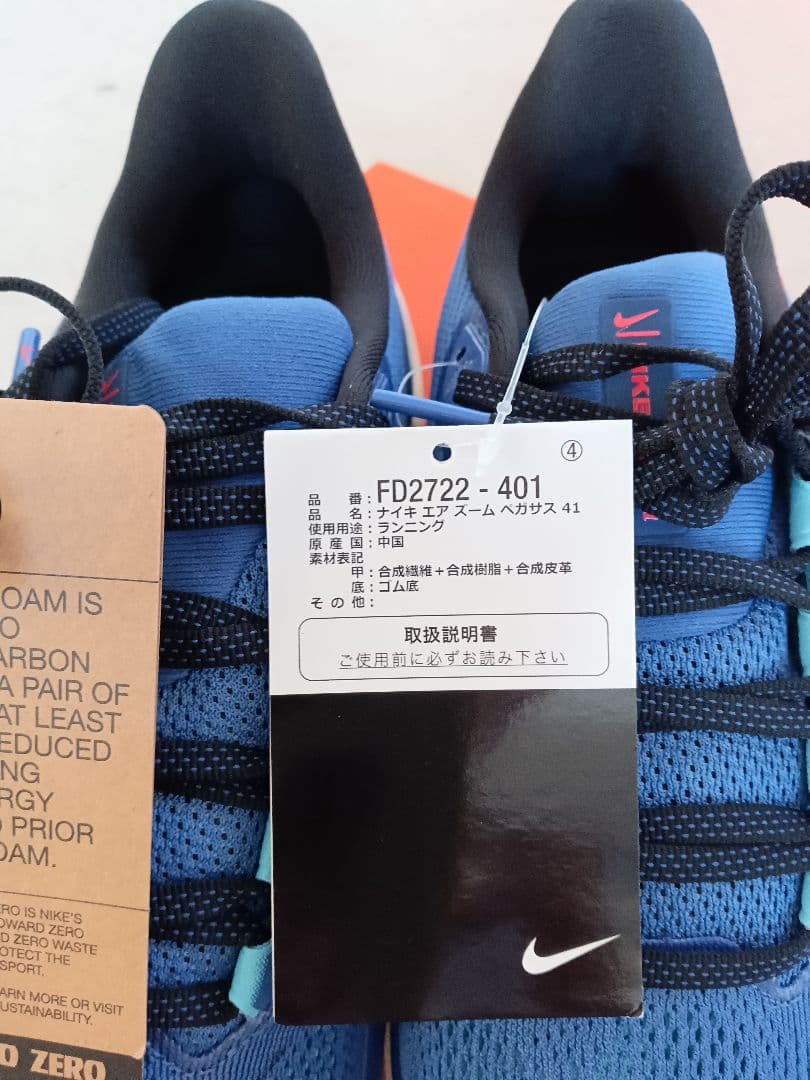 ④
品 番:FD2722-401
品 名:ナイキ エア ズーム ペガサス 41
使用用途:ランニング
原 産 国:中国
素材表記
甲:合成繊維+合成樹脂+合成皮革
底:ゴム底
そ の 他:
取扱説明書
ご使用前に必ずお読み下さい
OAM IS
O
ARBON
A PAIR OF
AT LEAST
EDUCED
NG
RGY
O PRIOR
OAM.
ERO IS NIKE'S
OWARD ZERO
D ZERO WASTE
OTECT THE
SPORT.
ARN MORE OR VISIT
USTAINABILITY.
O ZERO
NIKE